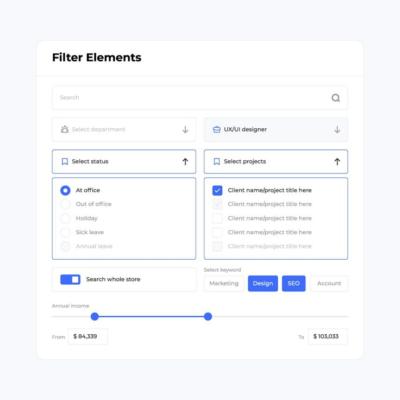 Filter Elements
Search
Select department
UX/UI designer
Select status
Select projects
At office
Client name/project title here
Out of office
Client name/project title here
Holiday
Client name/project title here
Sick leave
Client name/project title here
Annual leave
Client name/project title here
Search whole store
Select keyword
Marketing
Design
SEO
Account
Annual income
From
$ 84,339
To
$ 103,033